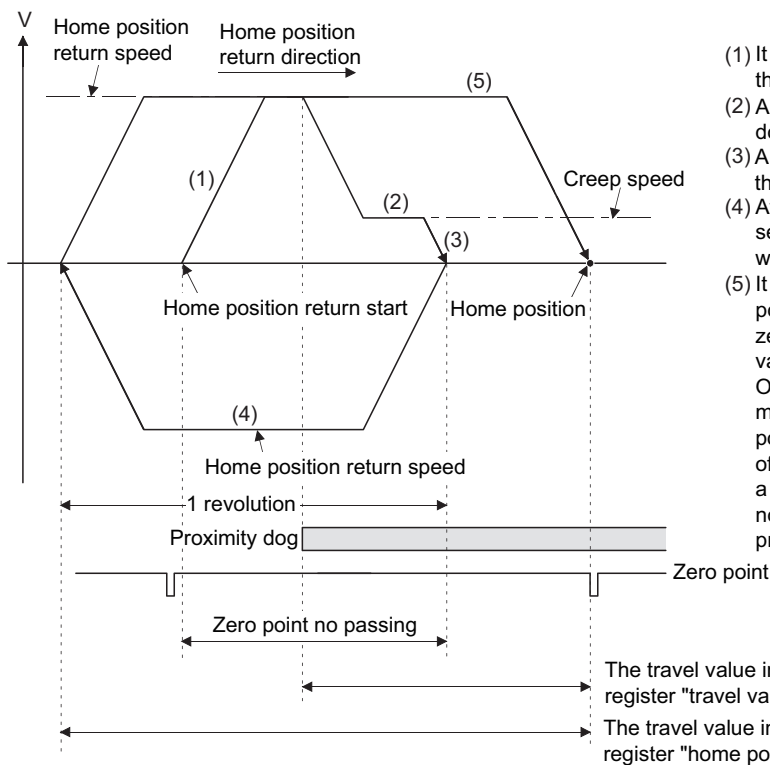 V
Home position
return speed
Home position
return direction
(5)
(1)
(2)
Creep speed
(3)
Home position return start
Home position
(4)
Home position return speed
1 revolution
Proximity dog
Zero point
Zero point no passing
The travel value in
register "travel va
The travel value in
register "home po
(1) It
th
(2) A
de
(3) A
th
(4) A
se
w
(5) It
po
ze
va
O
m
po
of
a
no
pr